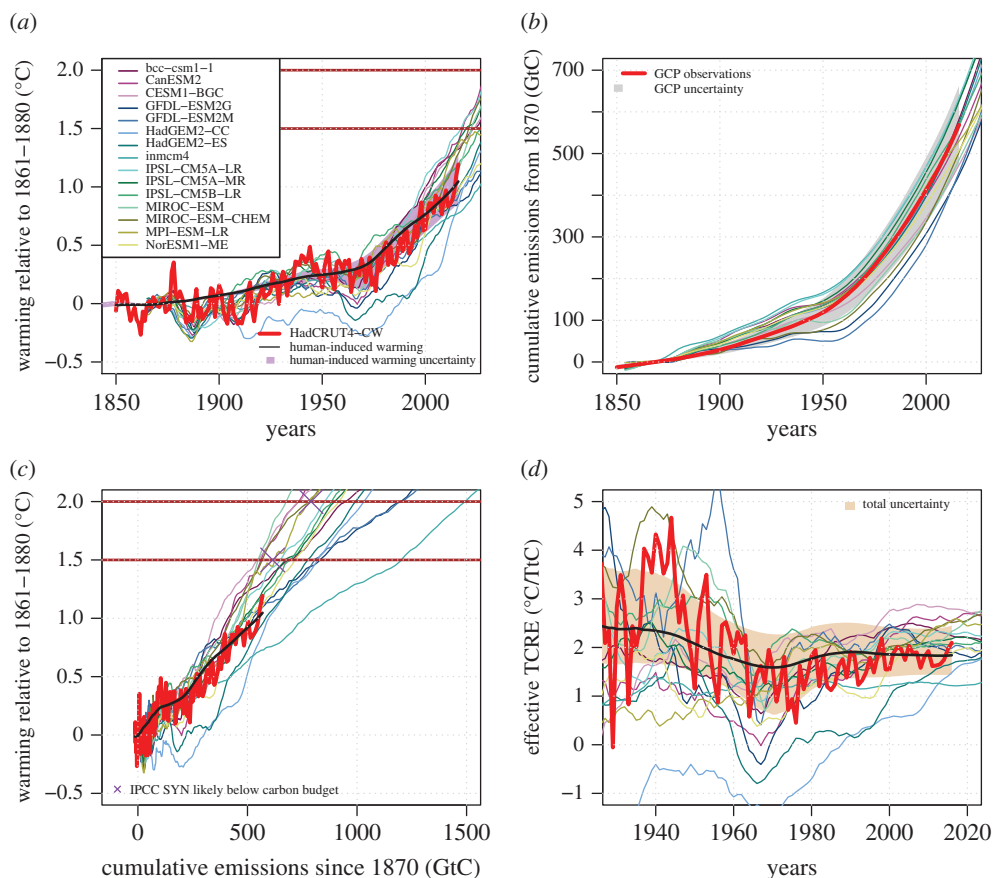 (a)
warming relative to 1861–1880 (°C)
2.0
1.5
1.0
0.5
0
−0.5
bcc−csm1−1
CanESM2
CESM1−BGC
GFDL−ESM2G
GFDL−ESM2M
HadGEM2−CC
HadGEM2−ES
inmcm4
IPSL−CM5A−LR
IPSL−CM5A−MR
IPSL−CM5B−LR
MIROC−ESM
MIROC−ESM−CHEM
MPI−ESM−LR
NorESM1−ME
HadCRUT4−CW
human-induced warming
human-induced warming uncertainty
1850
1900
1950
2000
years
(b)
cumulative emissions from 1870 (GtC)
700
500
300
100
0
GCP observations
GCP uncertainty
1850
1900
1950
2000
years
(c)
warming relative to 1861–1880 (°C)
2.0
1.5
1.0
0.5
0
−0.5
IPCC SYN likely below carbon budget
0
500
1000
1500
cumulative emissions since 1870 (GtC)
(d)
effective TCRE (°C/TtC)
5
4
3
2
1
0
−1
total uncertainty
1940
1960
1980
2000
2020
years